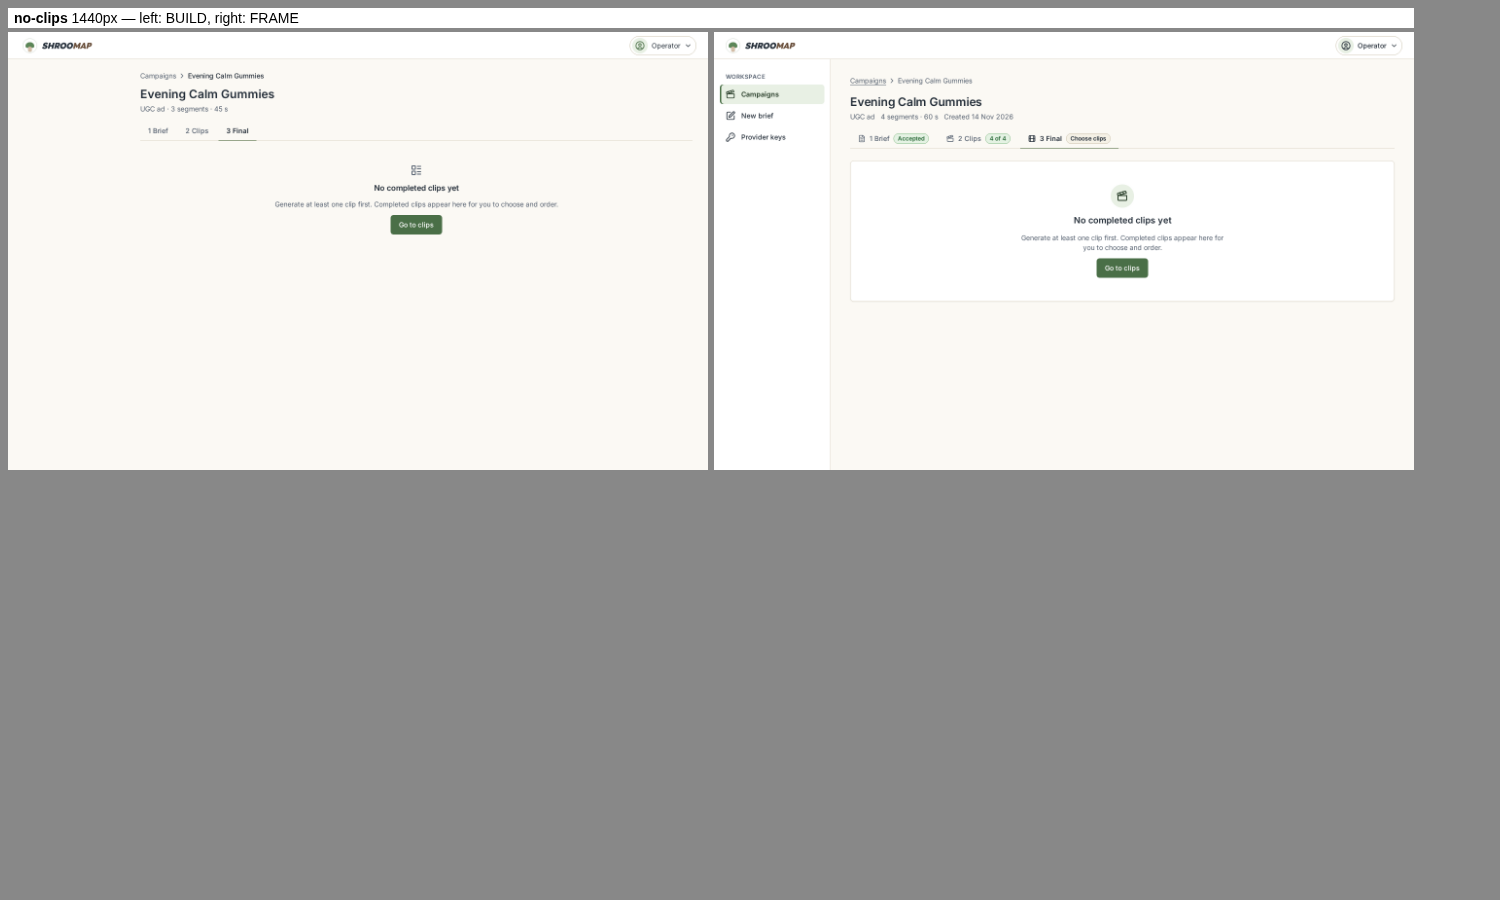 no-clips 1440px — left: BUILD, right: FRAME
SHROOMAP
Operator
Campaigns > Evening Calm Gummies
Evening Calm Gummies
UGC ad · 3 segments · 45 s
1 Brief 2 Clips 3 Final
No completed clips yet
Generate at least one clip first. Completed clips appear here for you to choose and order.
Go to clips
SHROOMAP
Operator
WORKSPACE
Campaigns
New brief
Provider keys
Campaigns > Evening Calm Gummies
Evening Calm Gummies
UGC ad 4 segments · 60 s Created 14 Nov 2026
1 Brief Accepted 2 Clips 4 of 4 3 Final Choose clips
No completed clips yet
Generate at least one clip first. Completed clips appear here for
you to choose and order.
Go to clips